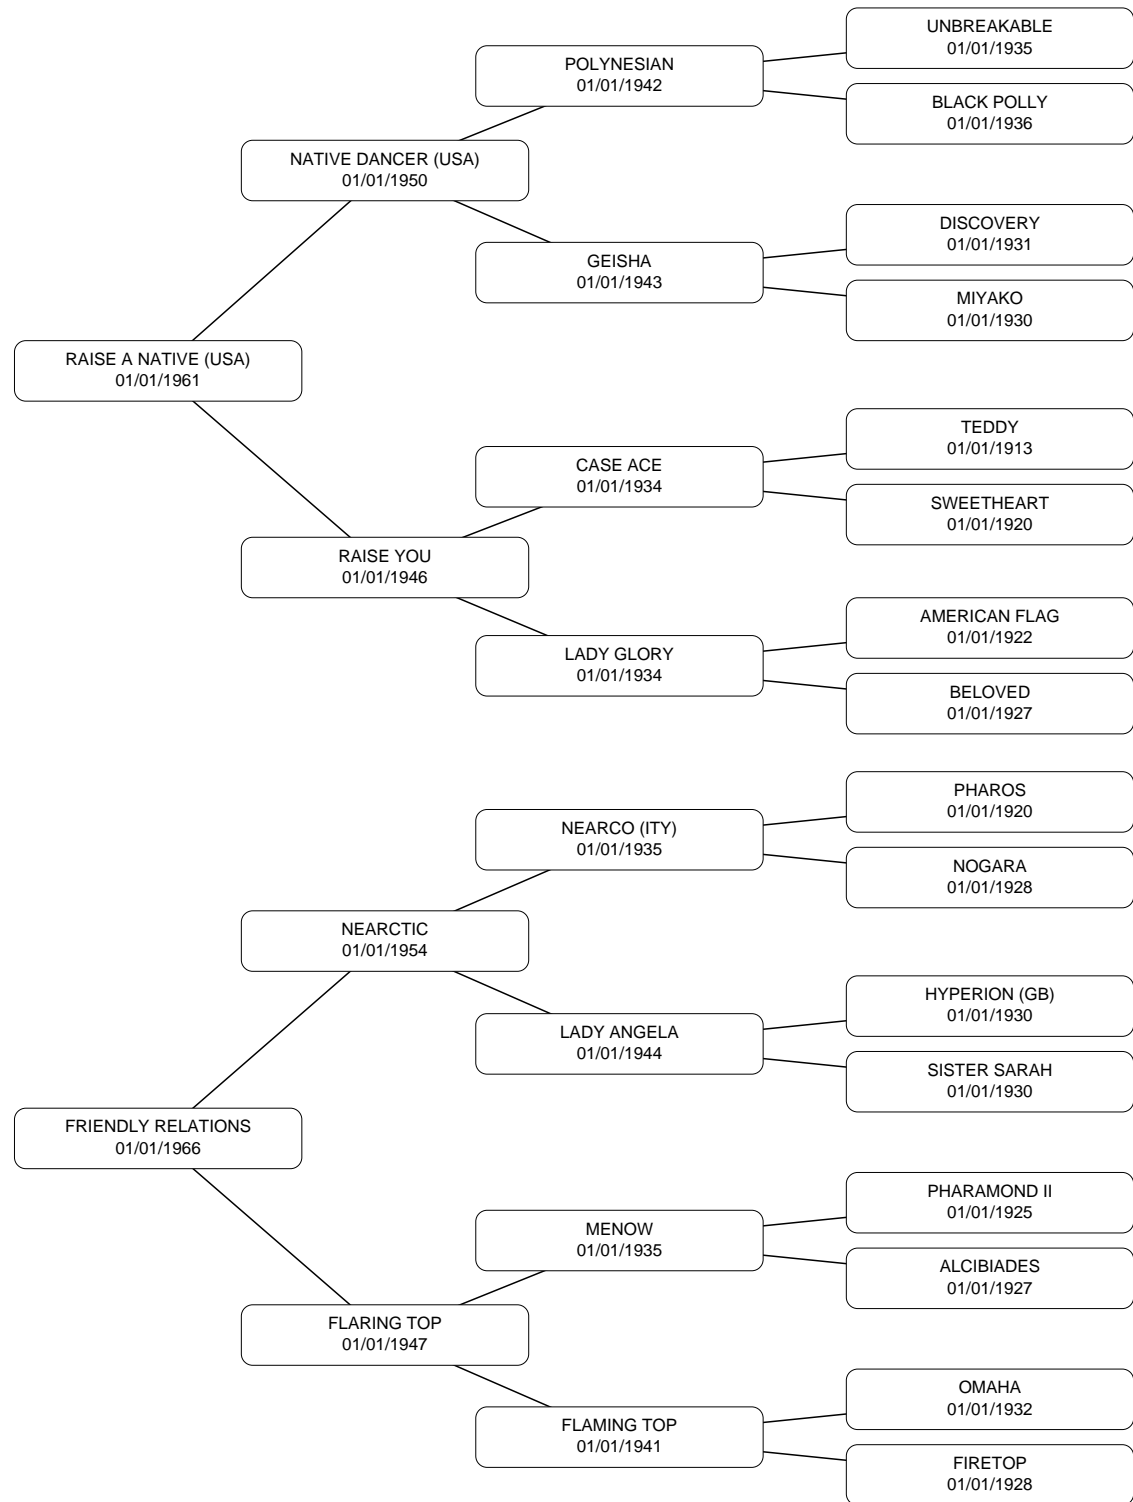 UNBREAKABLE
01/01/1935
POLYNESIAN
01/01/1942
BLACK POLLY
01/01/1936
NATIVE DANCER (USA)
01/01/1950
DISCOVERY
01/01/1931
GEISHA
01/01/1943
MIYAKO
01/01/1930
RAISE A NATIVE (USA)
01/01/1961
TEDDY
01/01/1913
CASE ACE
01/01/1934
SWEETHEART
01/01/1920
RAISE YOU
01/01/1946
AMERICAN FLAG
01/01/1922
LADY GLORY
01/01/1934
BELOVED
01/01/1927
PHAROS
01/01/1920
NEARCO (ITY)
01/01/1935
NOGARA
01/01/1928
NEARCTIC
01/01/1954
HYPERION (GB)
01/01/1930
LADY ANGELA
01/01/1944
SISTER SARAH
01/01/1930
FRIENDLY RELATIONS
01/01/1966
PHARAMOND II
01/01/1925
MENOW
01/01/1935
ALCIBIADES
01/01/1927
FLARING TOP
01/01/1947
OMAHA
01/01/1932
FLAMING TOP
01/01/1941
FIRETOP
01/01/1928